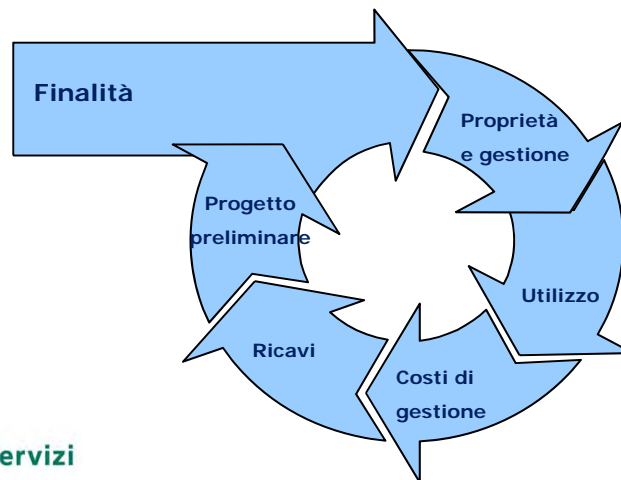 Finalità
Proprietà
e gestione
Utilizzo
Costi di
gestione
Ricavi
Progetto
preliminare
ervizi